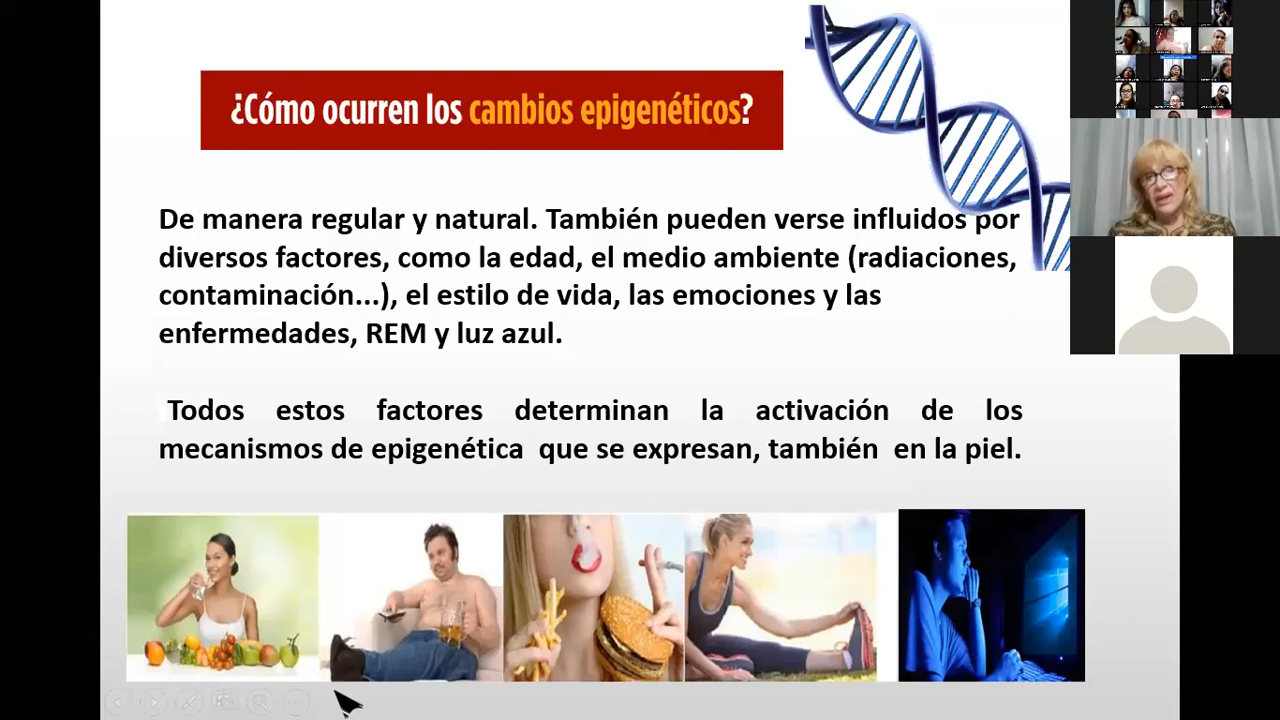 ¿Cómo ocurren los cambios epigenéticos?
De manera regular y natural. También pueden verse influidos por
diversos factores, como la edad, el medio ambiente (radiaciones,
contaminación...), el estilo de vida, las emociones y las
enfermedades, REM y luz azul.
Todos estos factores determinan la activación de los
mecanismos de epigenética que se expresan, también en la piel.